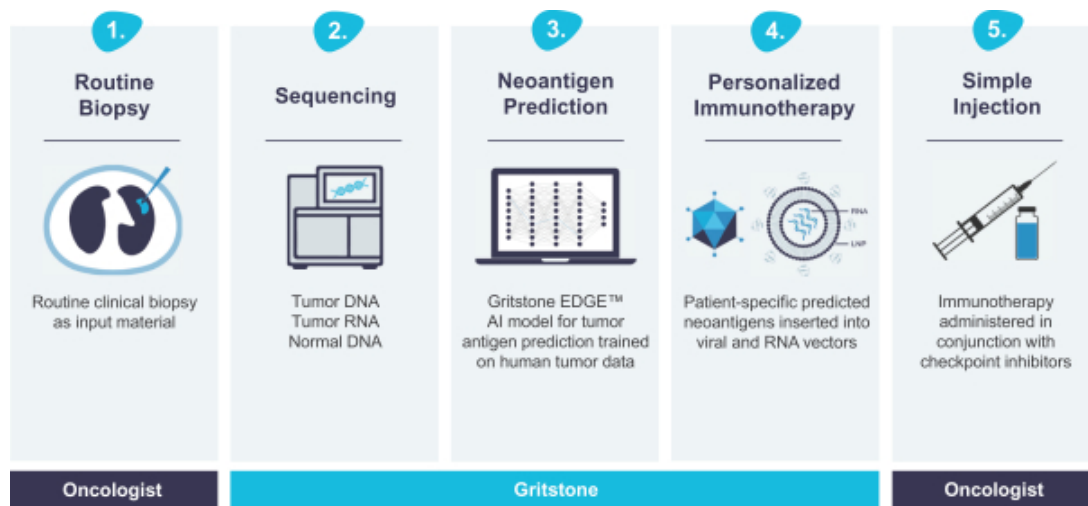 1.
Routine
Biopsy
Routine clinical biopsy
as input material
2.
Sequencing
Tumor DNA
Tumor RNA
Normal DNA
3.
Neoantigen
Prediction
Gritstone EDGE™
AI model for tumor
antigen prediction trained
on human tumor data
4.
Personalized
Immunotherapy
RNA
LNP
Patient-specific predicted
neoantigens inserted into
viral and RNA vectors
5.
Simple
Injection
Immunotherapy
administered in
conjunction with
checkpoint inhibitors
Oncologist
Gritstone
Oncologist